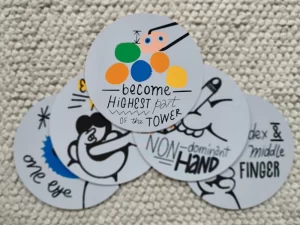 become
HIGHEST part
OF the TOWER
one eye
NON-dominant
HAND
dex &
middle
FINGER